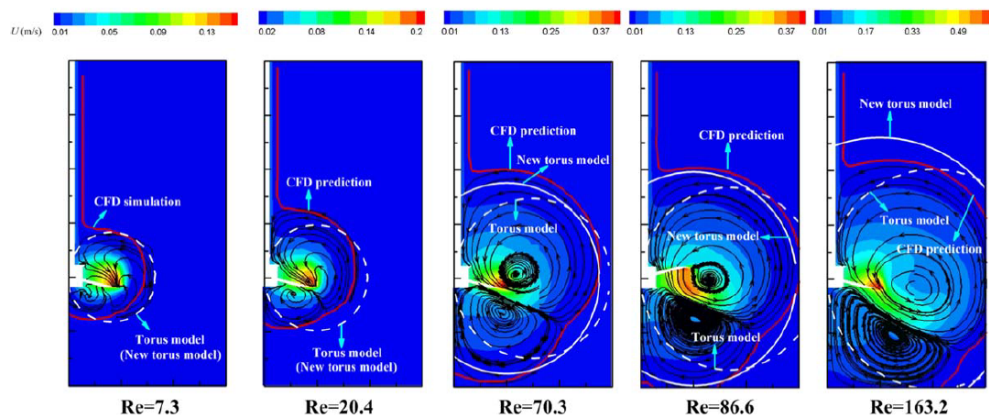 U(m/s)
0.01 0.05 0.09 0.13
0.02 0.08 0.14 0.2
0.01 0.13 0.25 0.37
0.01 0.13 0.25 0.37
0.01 0.17 0.33 0.49
CFD simulation
Torus model
(New torus model)
CFD prediction
Torus model
(New torus model)
CFD prediction
New torus model
Torus model
CFD prediction
New torus model
Torus model
New torus model
Torus model
CFD prediction
Re=7.3
Re=20.4
Re=70.3
Re=86.6
Re=163.2